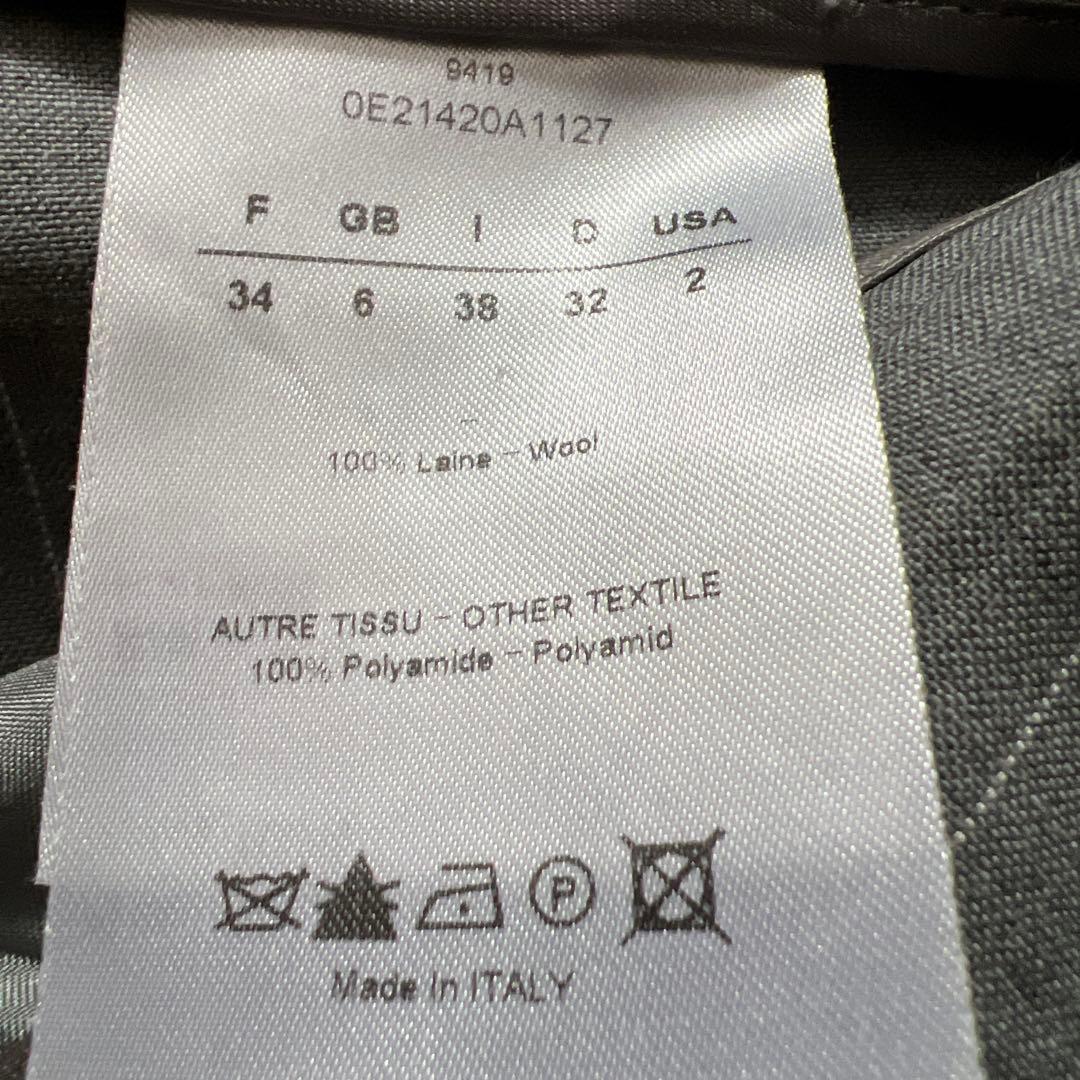 9419
0E21420A1127
F GB I D USA
34 6 38 32 2
100% Laine - Wool
AUTRE TISSU - OTHER TEXTILE
100% Polyamide - Polyamid
P
Made in ITALY